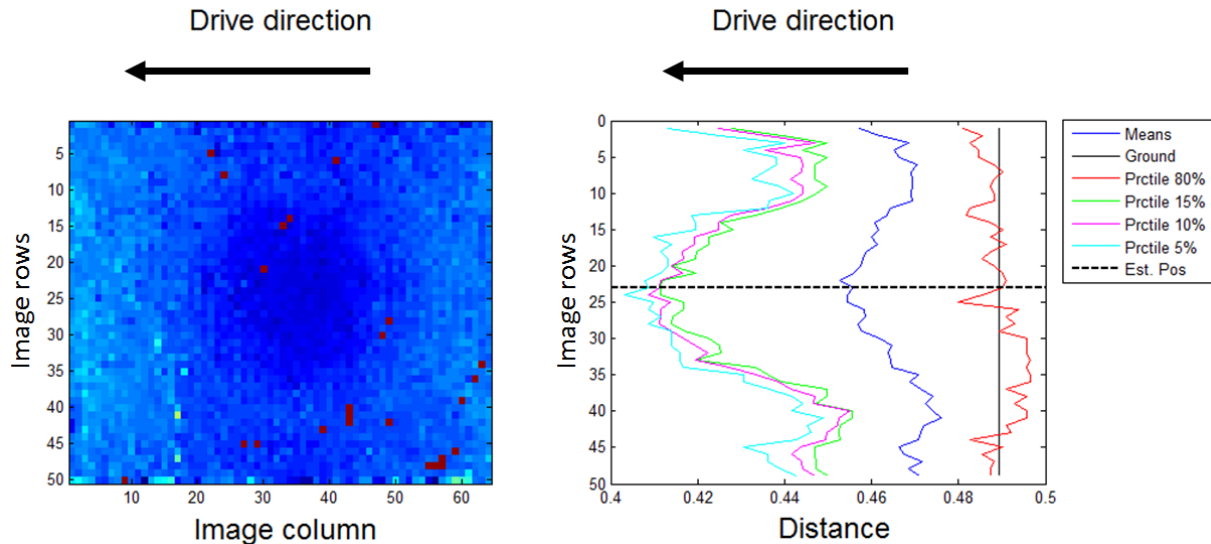 Drive direction
Image rows
5
10
15
20
25
30
35
40
45
50
10
20
30
40
50
60
Image column
Drive direction
Image rows
0
5
10
15
20
25
30
35
40
45
50
0.4
0.42
0.44
0.46
0.48
0.5
Distance
Means
Ground
Prctile 80%
Prctile 15%
Prctile 10%
Prctile 5%
Est. Pos